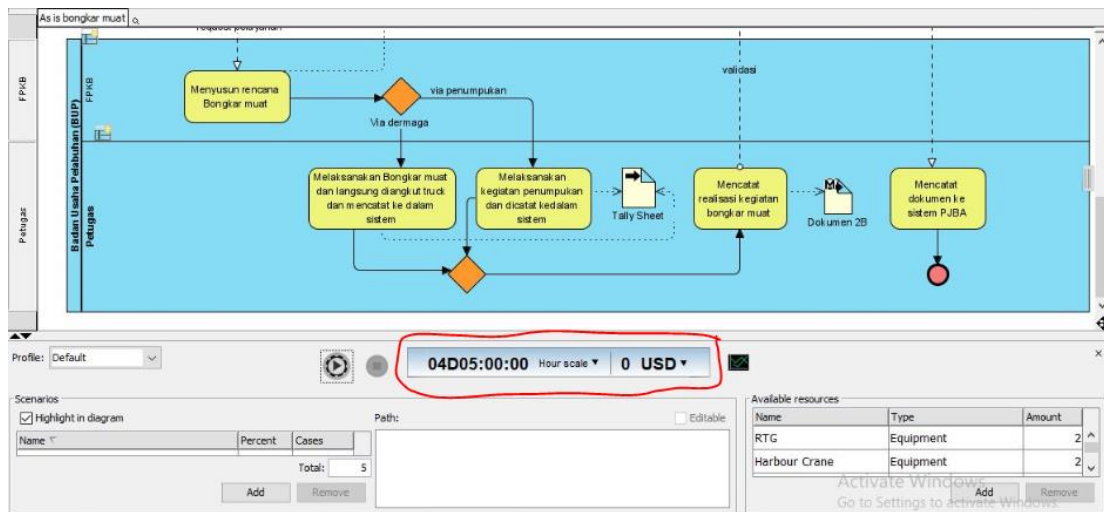 As is bongkar muat
request pelayanan
FPKB
FPKB
Menyusun rencana
Bongkar muat
via penumpukan
Via dermaga
validasi
Badan Usaha Pelabuhan (BUP)
Petugas
Petugas
Melaksanakan Bongkar muat
dan langsung diangkut truck
dan mencatat ke dalam
sistem
Melaksanakan
kegiatan penumpukan
dan dicatat kedalam
sistem
Tally Sheet
Mencatat
realisasi kegiatan
bongkar muat
Dokumen 2B
Mencatat
dokumen ke
sistem PJBA
Profile: Default
04D05:00:00 Hour scale 0 USD
Scenarios
Highlight in diagram
Path:
Editable
Name Percent Cases
Total: 5
Add Remove
Available resources
Name Type Amount
RTG Equipment 2
Harbour Crane Equipment 2
Activate Windows
Go to Settings to activate Windows.
Add Remove